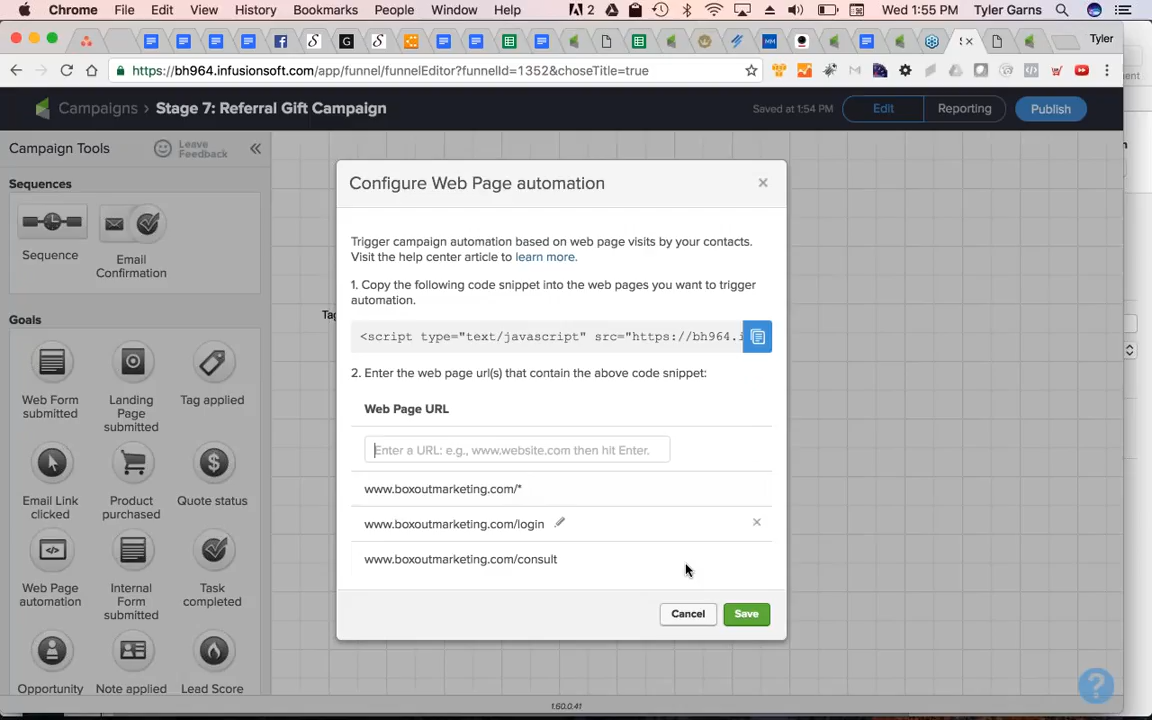 Chrome File Edit View History Bookmarks People Window Help
2
Wed 1:55 PM Tyler Garns
Tyler
https://bh964.infusionsoft.com/app/funnel/funnelEditor?funnelId=1352&choseTitle=true
Campaigns › Stage 7: Referral Gift Campaign
Saved at 1:54 PM Edit Reporting Publish
Campaign Tools
Leave Feedback
Sequences
Sequence
Email Confirmation
Goals
Web Form submitted
Landing Page submitted
Tag applied
Email Link clicked
Product purchased
Quote status
Web Page automation
Internal Form submitted
Task completed
Opportunity
Note applied
Lead Score
Configure Web Page automation
×
Trigger campaign automation based on web page visits by your contacts.
Visit the help center article to learn more.
1. Copy the following code snippet into the web pages you want to trigger
automation.
<script type="text/javascript" src="https://bh964.i
2. Enter the web page url(s) that contain the above code snippet:
Web Page URL
Enter a URL: e.g., www.website.com then hit Enter.
www.boxoutmarketing.com/*
www.boxoutmarketing.com/login
×
www.boxoutmarketing.com/consult
Cancel Save
1.60.0.41
?